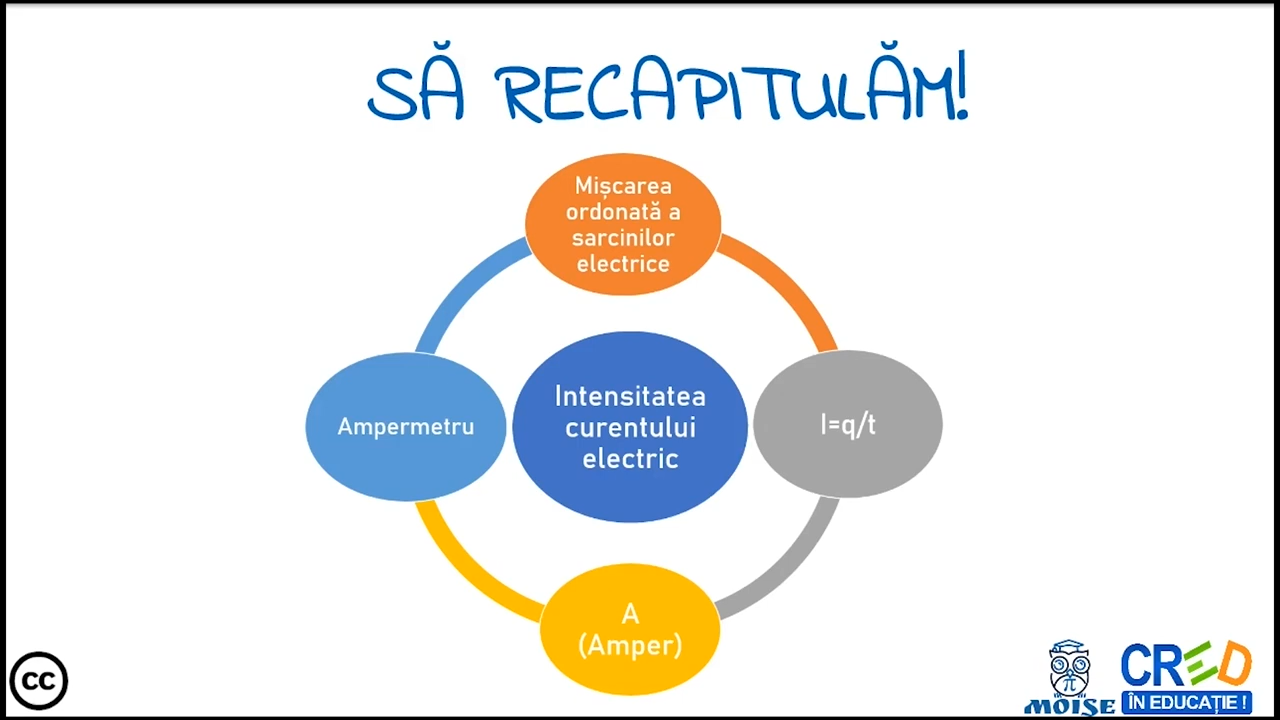 SĂ RECAPITULĂM!
Mișcarea
ordonată a
sarcinilor
electrice
Ampermetru
Intensitatea
curentului
electric
I=q/t
A
(Amper)
cc
π
MOISE
CRED
ÎN EDUCAȚIE !